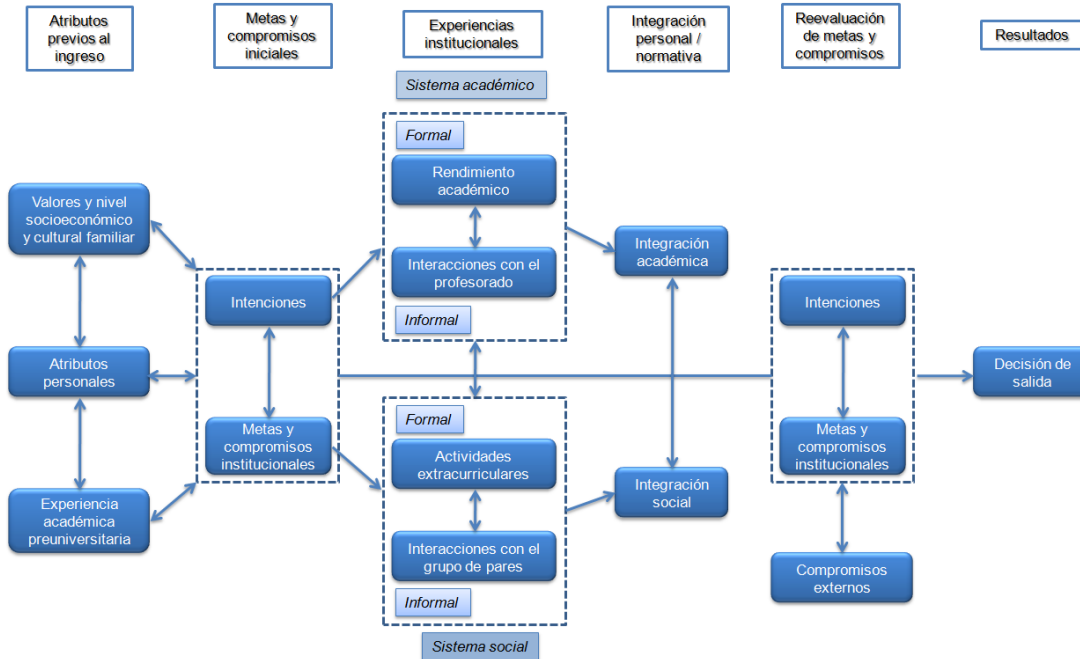 Atributos
previos al
ingreso
Metas y
compromisos
iniciales
Experiencias
institucionales
Integración
personal /
normativa
Reevaluación
de metas y
compromisos
Resultados
Sistema académico
Formal
Rendimiento
académico
Interacciones con el
profesorado
Informal
Valores y nivel
socioeconómico
y cultural familiar
Atributos
personales
Experiencia
académica
preuniversitaria
Intenciones
Metas y
compromisos
institucionales
Formal
Actividades
extracurriculares
Interacciones con el
grupo de pares
Informal
Sistema social
Integración
académica
Integración
social
Intenciones
Metas y
compromisos
institucionales
Compromisos
externos
Decisión de
salida